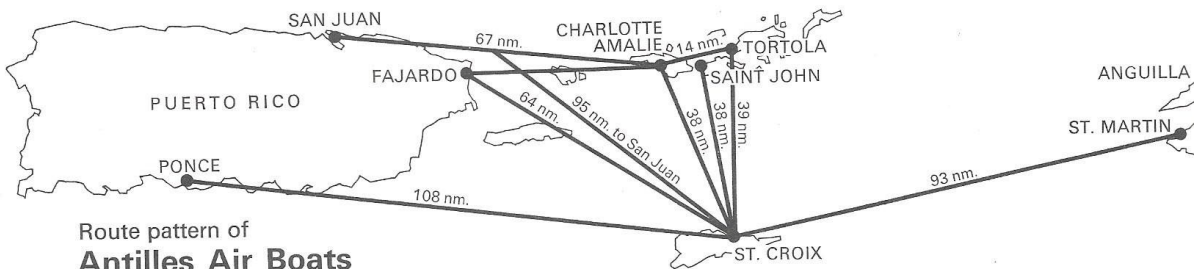 SAN JUAN
67 nm.
CHARLOTTE
AMALIE
14 nm.
TORTOLA
FAJARDO
SAINT JOHN
ANGUILLA
PUERTO RICO
64 nm.
95 nm. to San Juan
38 nm.
38 nm.
39 nm.
ST. MARTIN
PONCE
108 nm.
93 nm.
ST. CROIX
Route pattern of
Antilles Air Boats